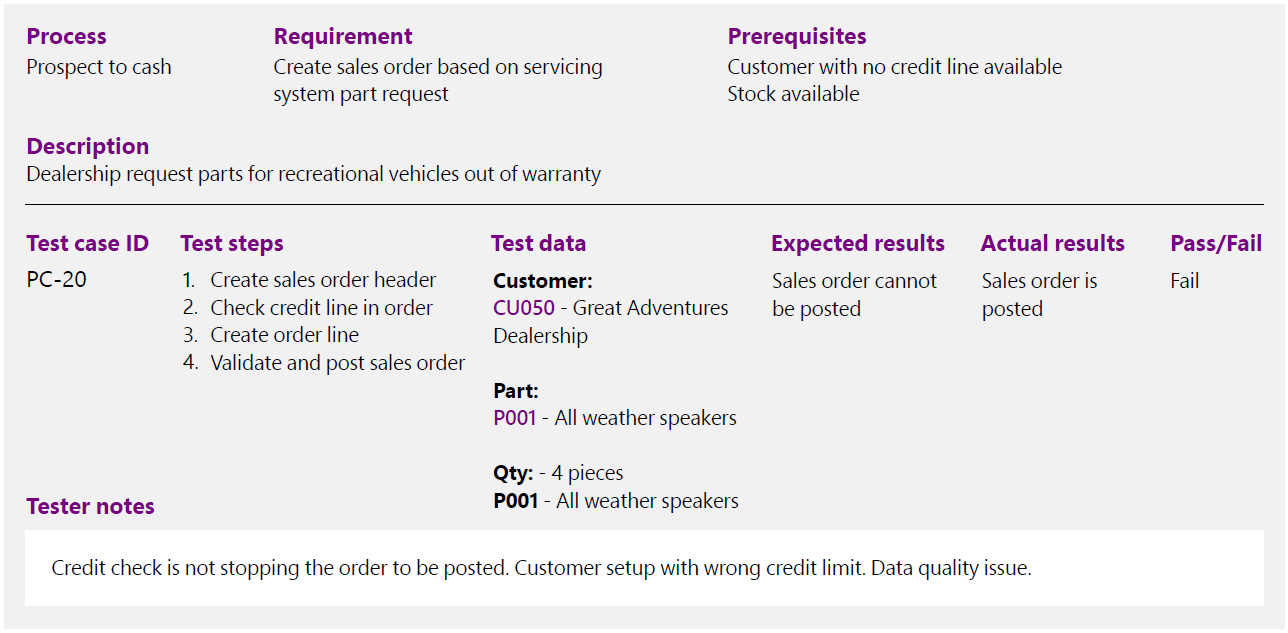 Process
Prospect to cash
Requirement
Create sales order based on servicing
system part request
Prerequisites
Customer with no credit line available
Stock available
Description
Dealership request parts for recreational vehicles out of warranty
Test case ID
PC-20
Test steps
1. Create sales order header
2. Check credit line in order
3. Create order line
4. Validate and post sales order
Test data
Customer:
CU050 - Great Adventures
Dealership
Part:
P001 - All weather speakers
Qty: - 4 pieces
P001 - All weather speakers
Expected results
Sales order cannot
be posted
Actual results
Sales order is
posted
Pass/Fail
Fail
Tester notes
Credit check is not stopping the order to be posted. Customer setup with wrong credit limit. Data quality issue.